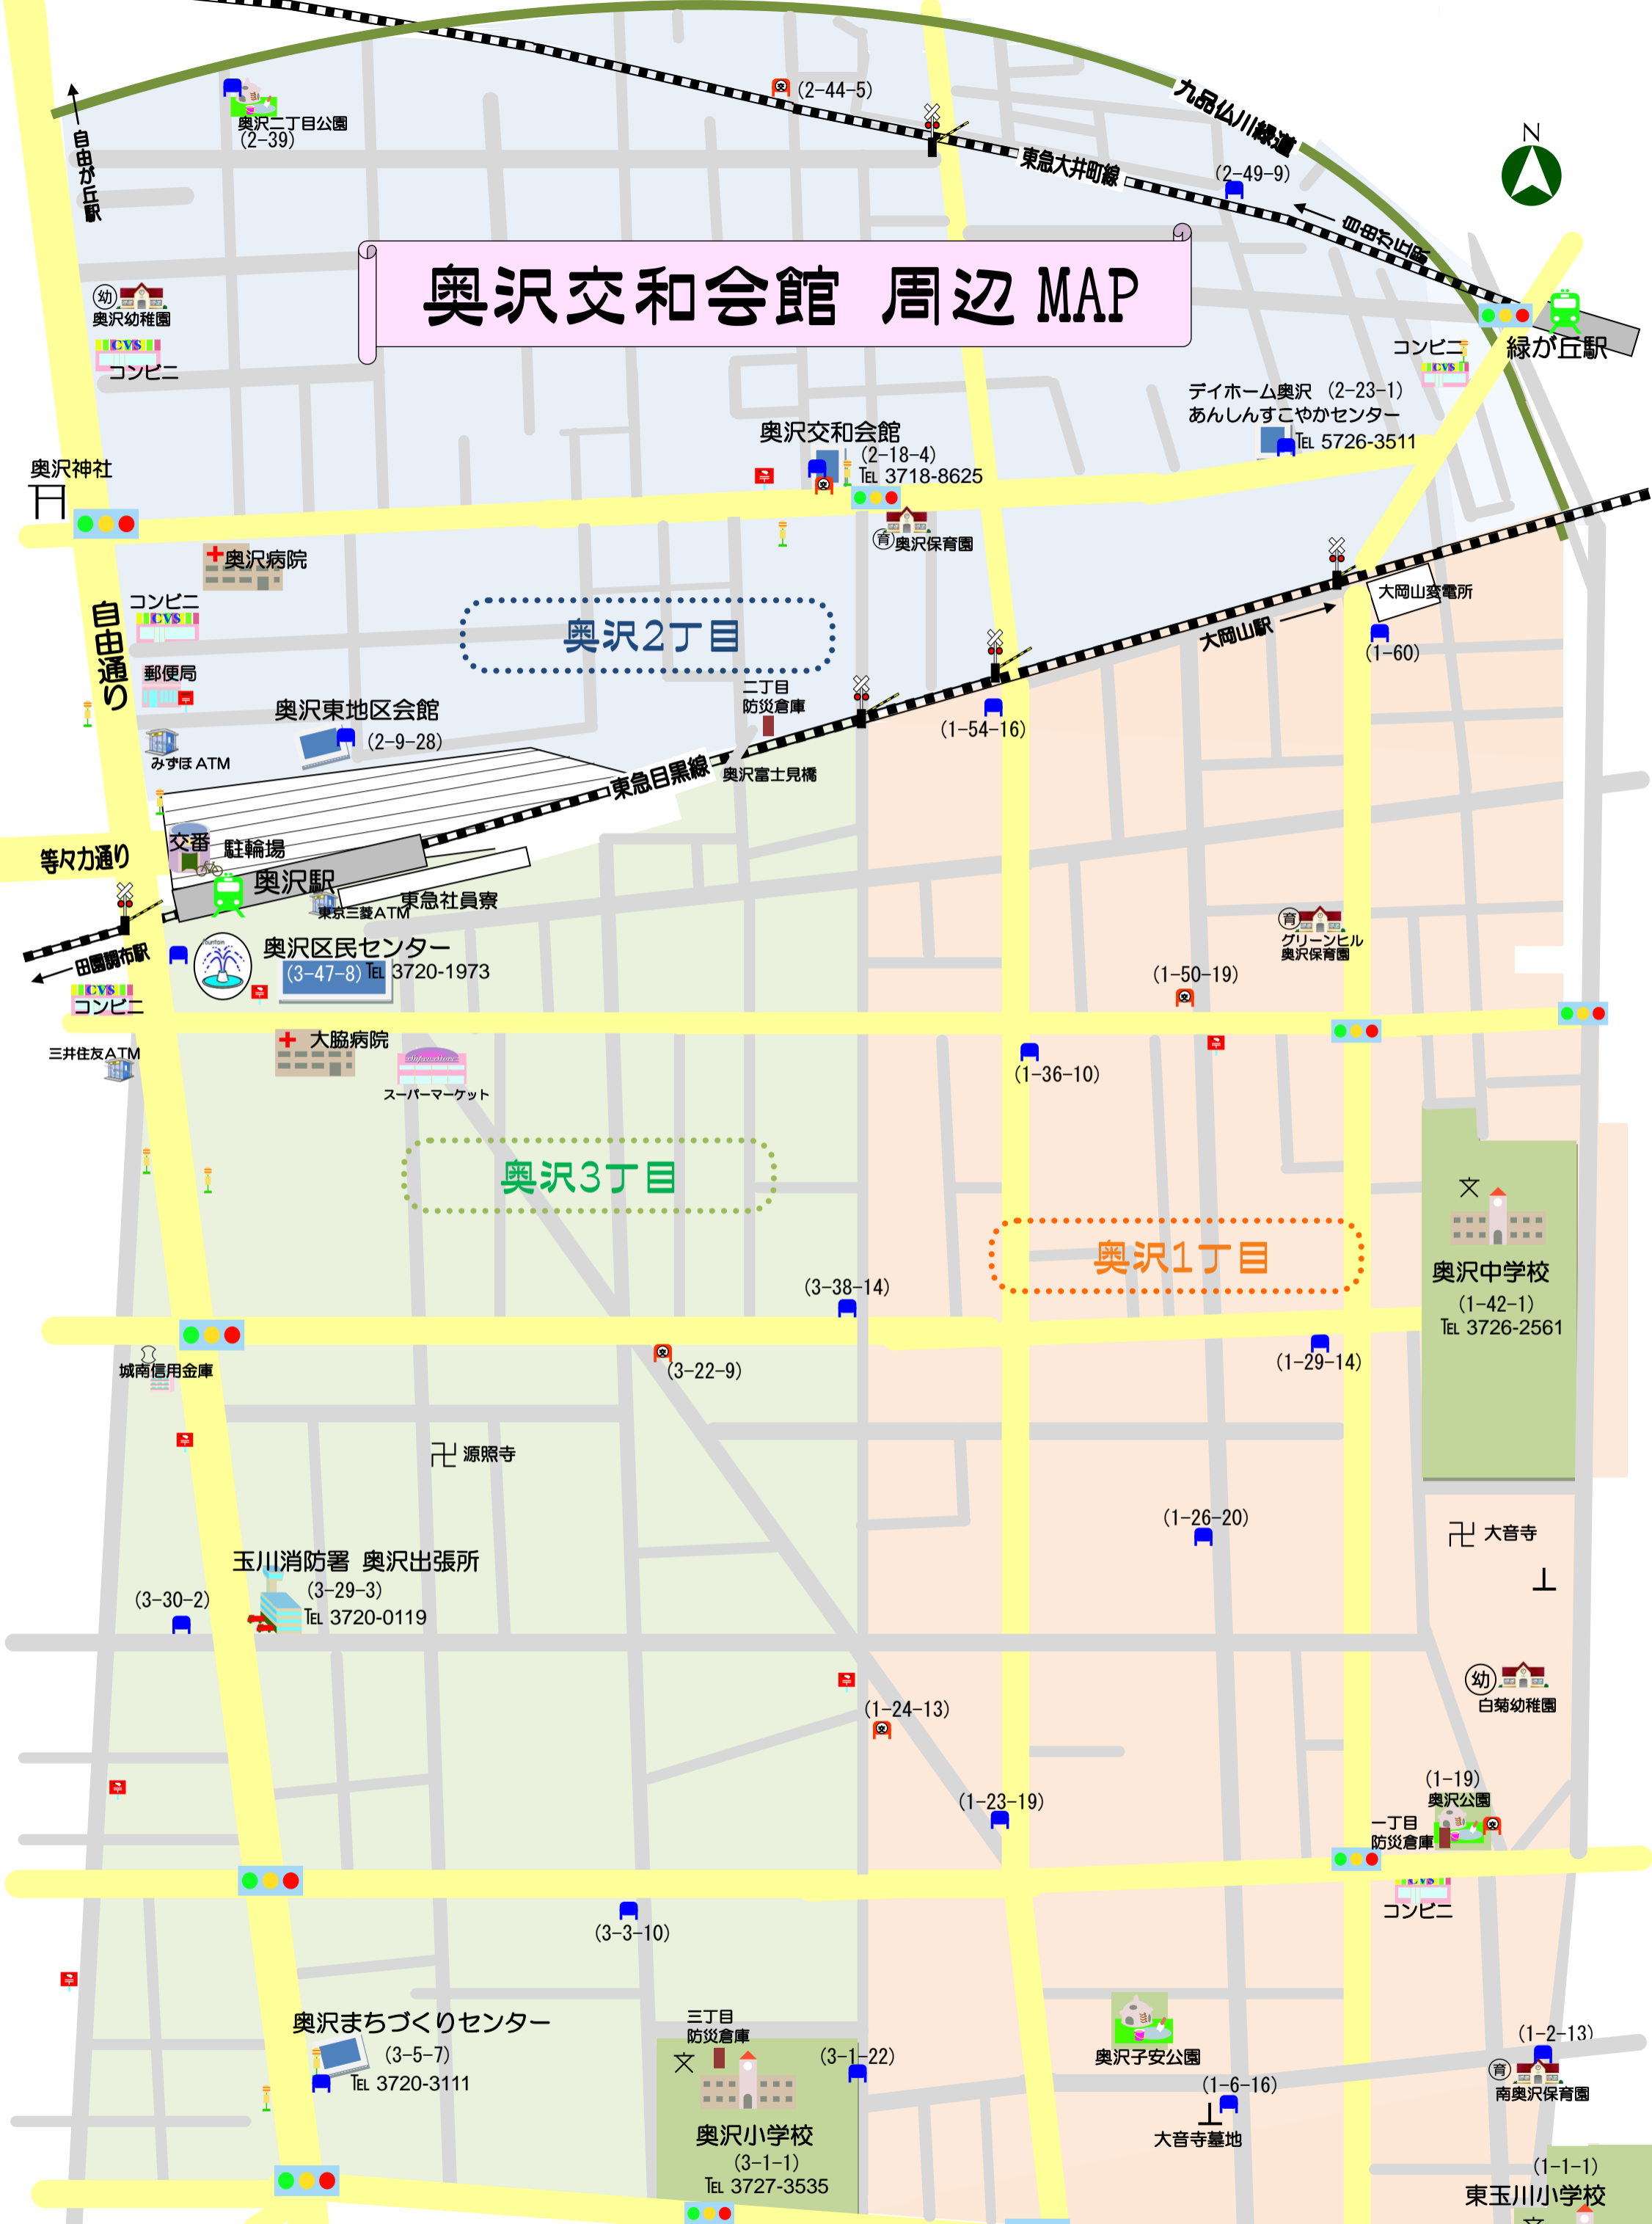 (2-44-5)
奥沢二丁目公園
(2-39)
自由が丘駅
九品仏川緑道
東急大井町線
(2-49-9)
自由が丘駅
N
奥沢交和会館 周辺 MAP
幼
奥沢幼稚園
CVS
コンビニ
緑が丘駅
コンビニ
CVS
デイホーム奥沢 (2-23-1)
あんしんすこやかセンター
℡ 5726-3511
奥沢交和会館
(2-18-4)
℡ 3718-8625
奥沢神社
育 奥沢保育園
奥沢病院
コンビニ
CVS
自由通り
奥沢2丁目
大岡山変電所
大岡山駅
(1-60)
郵便局
二丁目
防災倉庫
奥沢東地区会館
(2-9-28)
(1-54-16)
みずほ ATM
東急目黒線
奥沢富士見橋
等々力通り
交番
駐輪場
奥沢駅
東急社員寮
東京三菱ATM
田園調布駅
奥沢区民センター
(3-47-8) ℡ 3720-1973
育
グリーンヒル
奥沢保育園
(1-50-19)
CVS
コンビニ
三井住友ATM
大脇病院
スーパーマーケット
(1-36-10)
奥沢3丁目
奥沢1丁目
文
奥沢中学校
(1-42-1)
℡ 3726-2561
(3-38-14)
(1-29-14)
(3-22-9)
城南信用金庫
卍 源照寺
(1-26-20)
卍 大音寺
玉川消防署 奥沢出張所
(3-29-3)
℡ 3720-0119
(3-30-2)
幼
白菊幼稚園
(1-24-13)
(1-23-19)
(1-19)
奥沢公園
一丁目
防災倉庫
CVS
コンビニ
(3-3-10)
奥沢まちづくりセンター
(3-5-7)
℡ 3720-3111
三丁目
防災倉庫
文
(3-1-22)
奥沢小学校
(3-1-1)
℡ 3727-3535
奥沢子安公園
(1-6-16)
大音寺墓地
(1-2-13)
育
南奥沢保育園
(1-1-1)
東玉川小学校
文